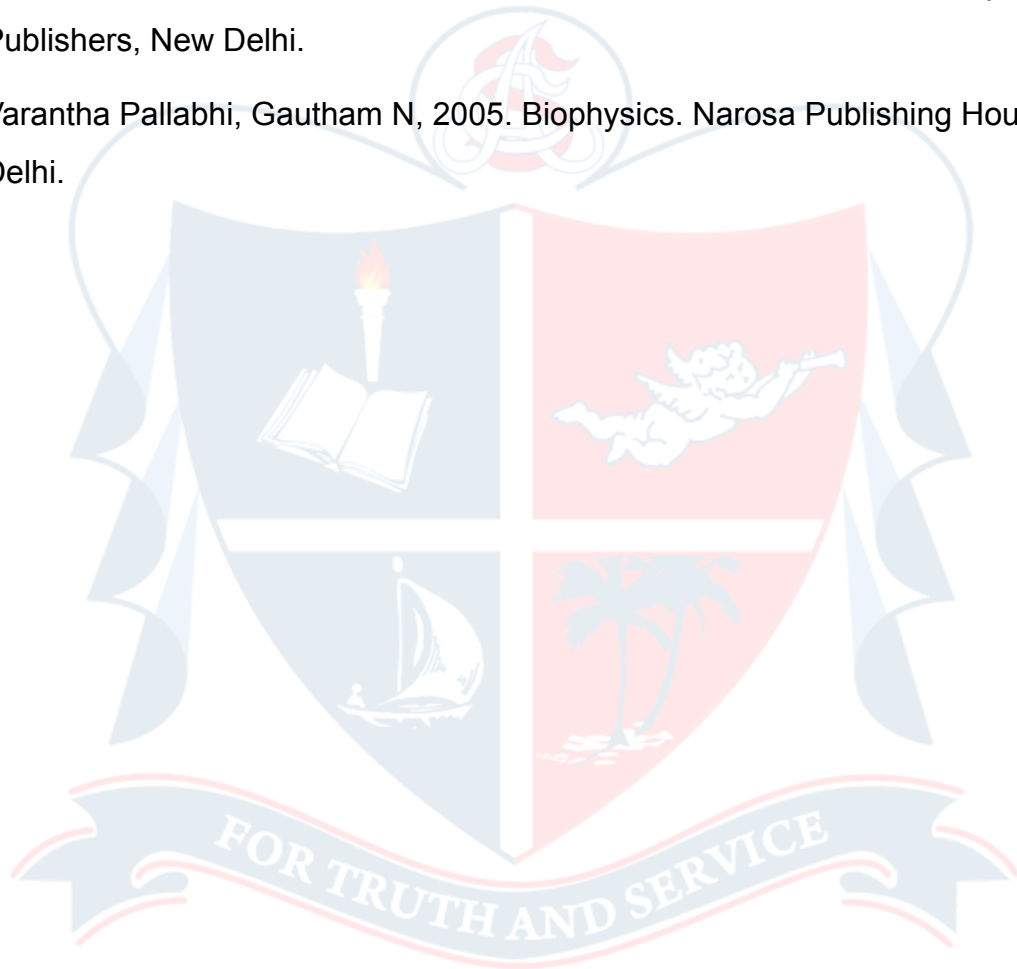 Publishers, New Delhi.
Varantha Pallabhi, Gautham N, 2005. Biophysics. Narosa Publishing Hou
Delhi.
FOR TRUTH AND SERVICE